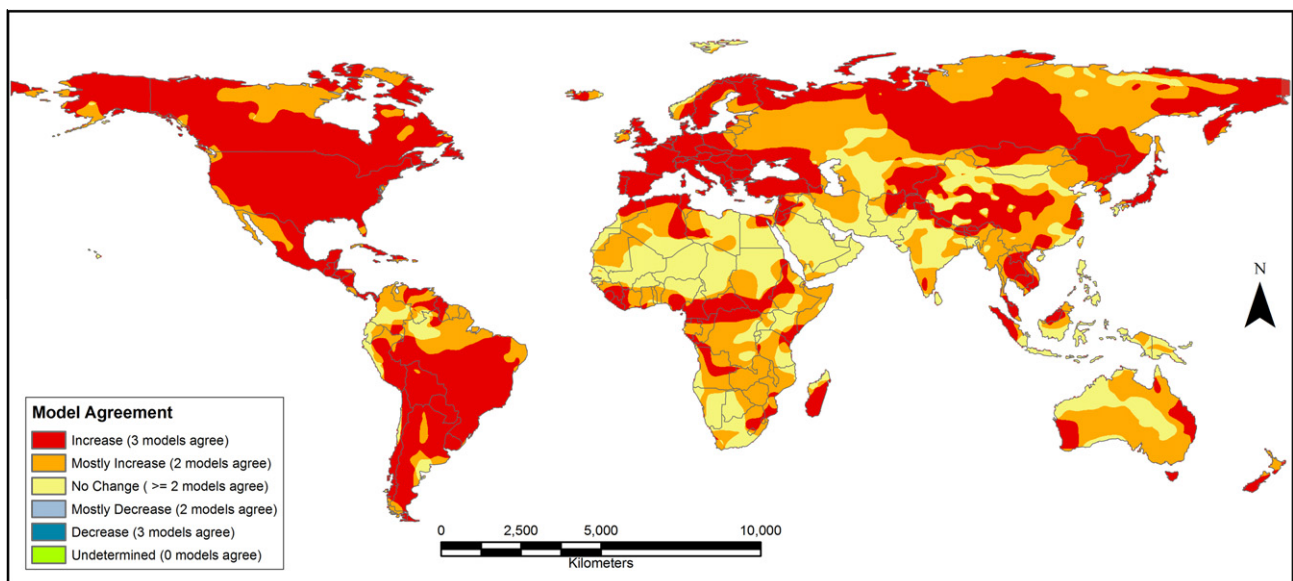 N
Model Agreement
Increase (3 models agree)
Mostly Increase (2 models agree)
No Change ( >= 2 models agree)
Mostly Decrease (2 models agree)
Decrease (3 models agree)
Undetermined (0 models agree)
0 2,500 5,000 10,000
Kilometers